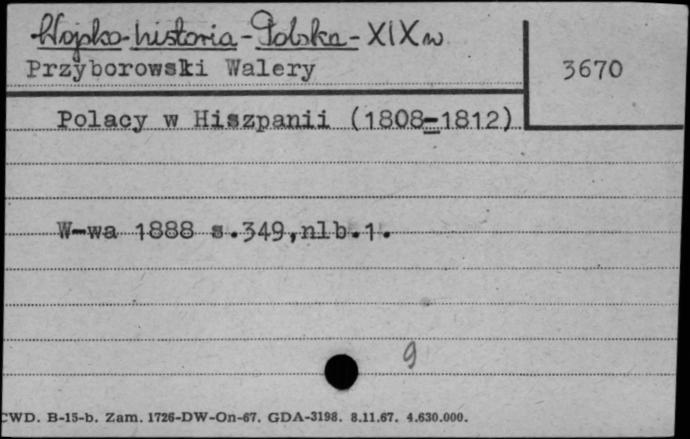 Wojsko-historia-Polska-XIXw
Przyborowski Walery
3670
Polacy w Hiszpanii (1808-1812)
W-wa 1888 s.349,nlb.1.
9
CWD. B-15-b. Zam. 1726-DW-On-67. GDA-3198. 8.11.67. 4.630.000.